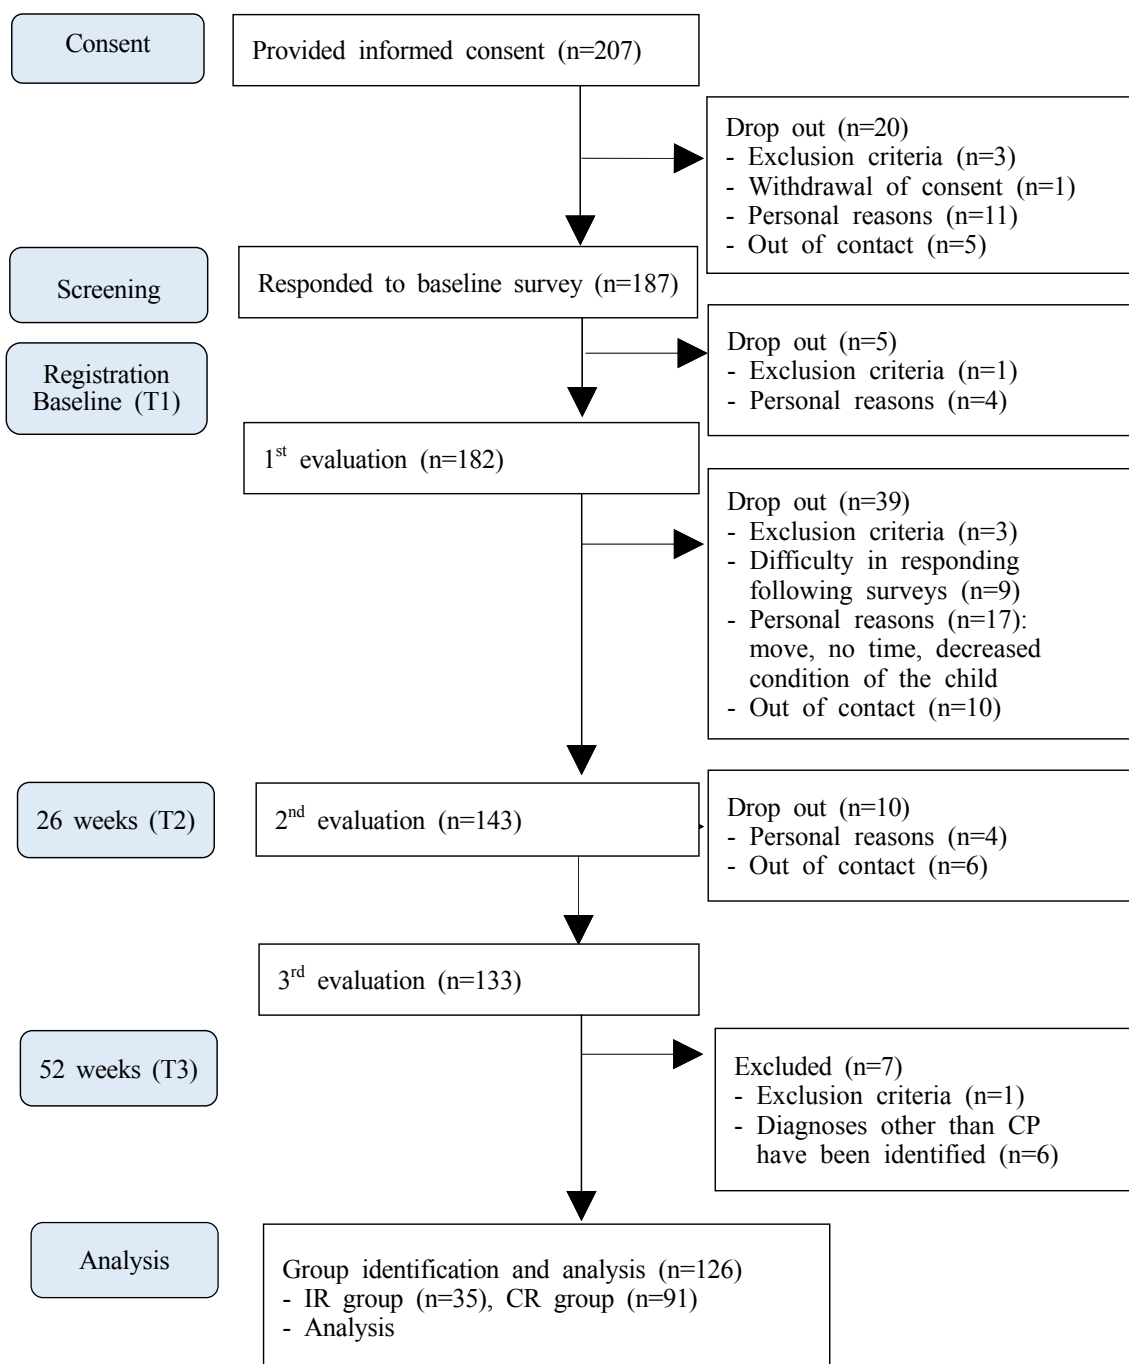 Consent
Provided informed consent (n=207)
Drop out (n=20)
- Exclusion criteria (n=3)
- Withdrawal of consent (n=1)
- Personal reasons (n=11)
- Out of contact (n=5)
Screening
Responded to baseline survey (n=187)
Drop out (n=5)
- Exclusion criteria (n=1)
- Personal reasons (n=4)
Registration
Baseline (T1)
1st evaluation (n=182)
Drop out (n=39)
- Exclusion criteria (n=3)
- Difficulty in responding
following surveys (n=9)
- Personal reasons (n=17):
move, no time, decreased
condition of the child
- Out of contact (n=10)
26 weeks (T2)
2nd evaluation (n=143)
Drop out (n=10)
- Personal reasons (n=4)
- Out of contact (n=6)
3rd evaluation (n=133)
52 weeks (T3)
Excluded (n=7)
- Exclusion criteria (n=1)
- Diagnoses other than CP
have been identified (n=6)
Analysis
Group identification and analysis (n=126)
- IR group (n=35), CR group (n=91)
- Analysis